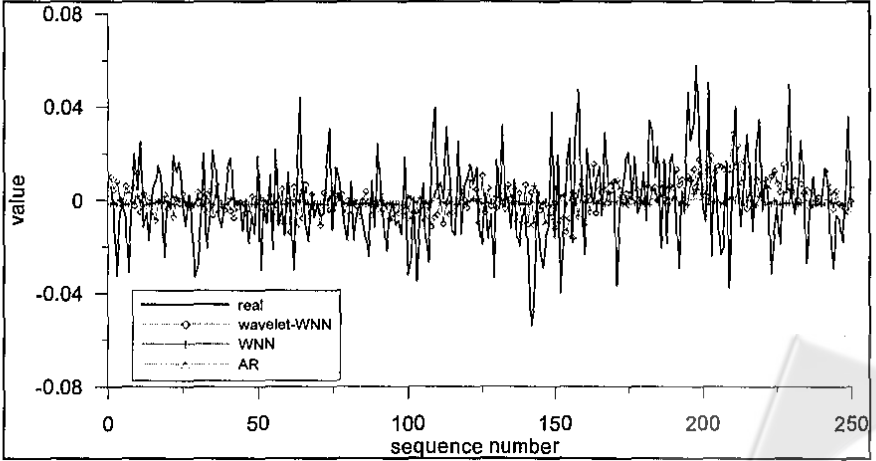 0.08
0.04
0
-0.04
-0.08
value
real
wavelet-WNN
WNN
AR
0 50 100 150 200 250
sequence number